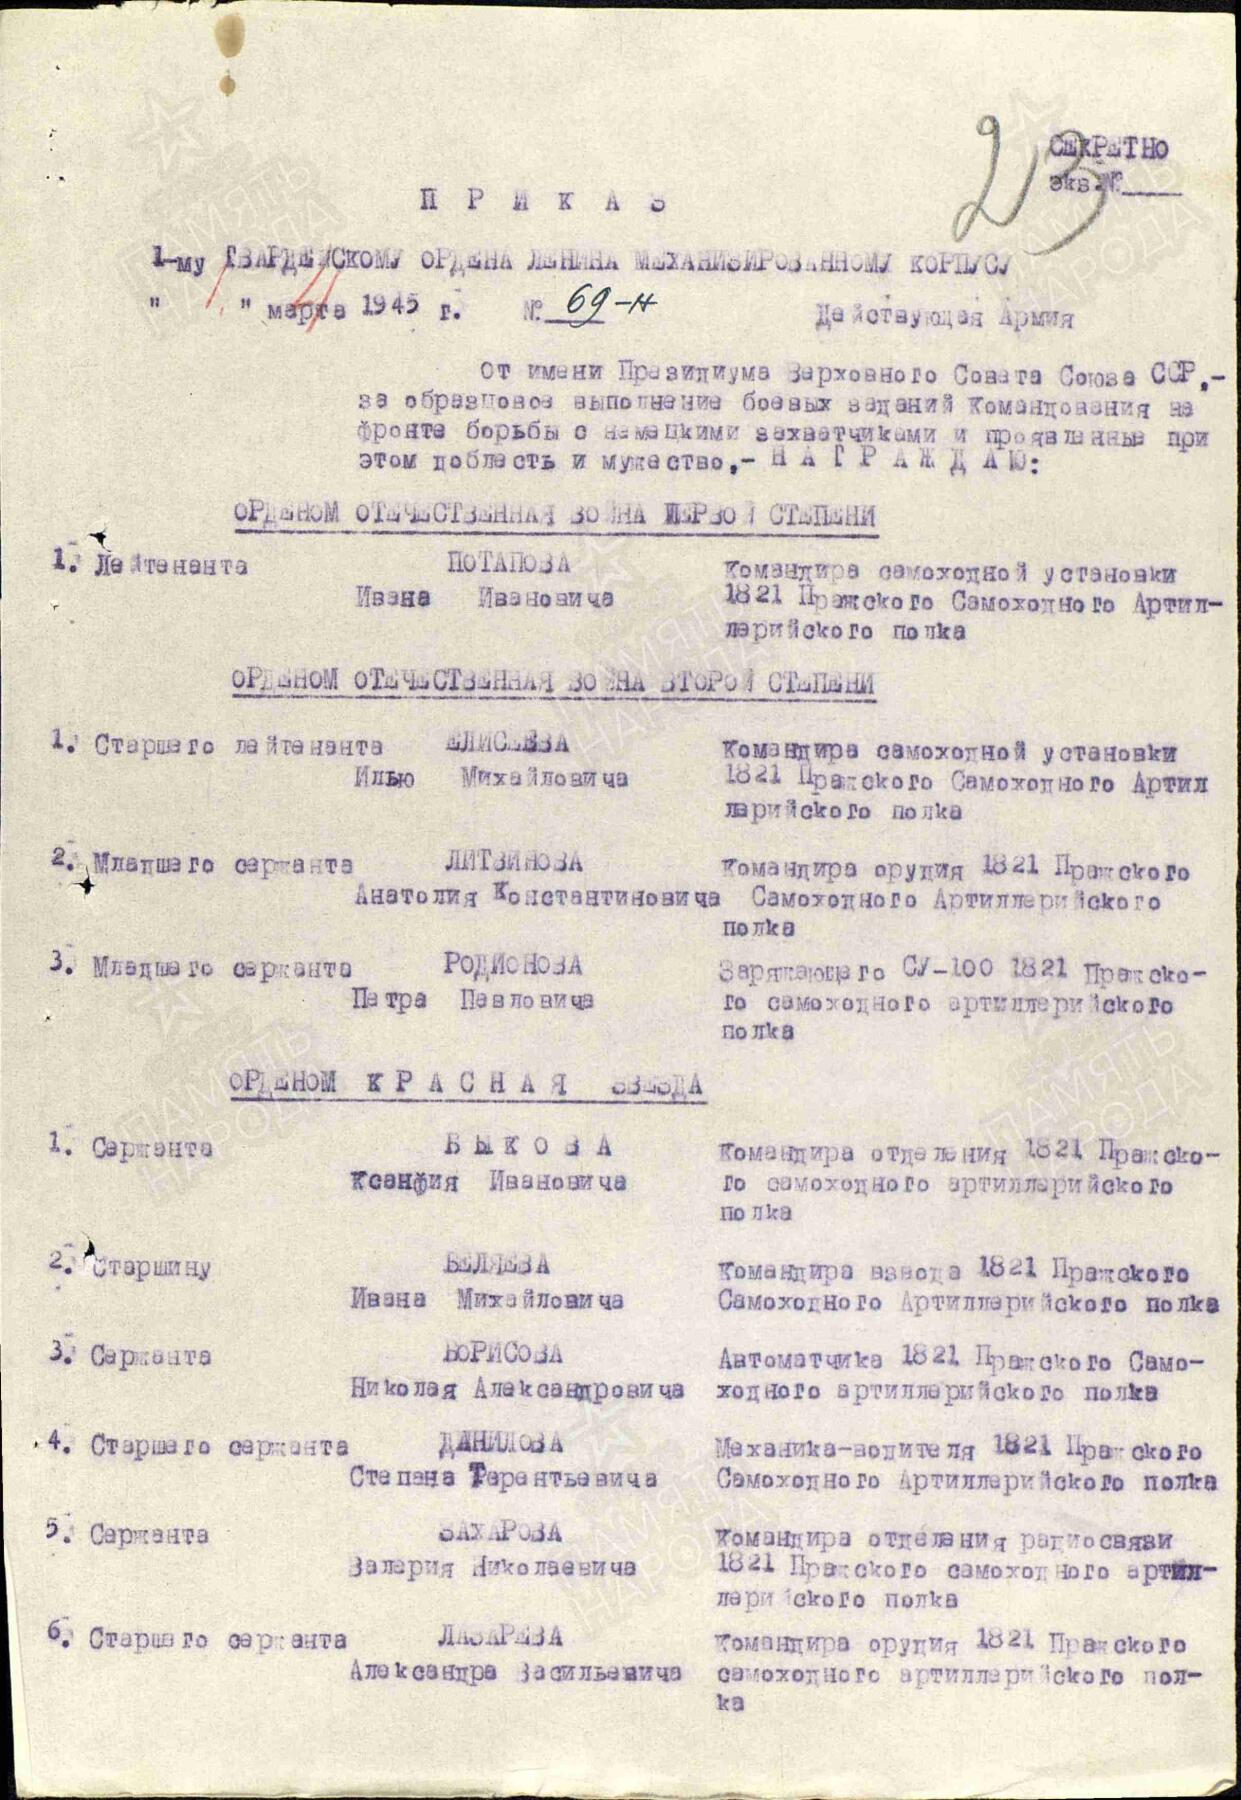 213
СЕКРЕТНО
экз.№
П Р И К А З
1-му ГВАРДЕЙСКОМУ ОРДЕНА ЛЕНИНА МЕХАНИЗИРОВАННОМУ КОРПУСУ
" " марта 1945 г. № 69-н Действующая Армия
От имени Президиума Верховного Совета Союза ССР,-
за образцовое выполнение боевых заданий Командования на
фронте борьбы с немецкими захватчиками и проявленные при
этом доблесть и мужество,- Н А Г Р А Ж Д А Ю:
ОРДЕНОМ ОТЕЧЕСТВЕННАЯ ВОЙНА ПЕРВОЙ СТЕПЕНИ
1. Лейтенанта ПОТАПОВА Командира самоходной установки
Ивана Ивановича 1821 Пражского Самоходного Артил-
лерийского полка
ОРДЕНОМ ОТЕЧЕСТВЕННАЯ ВОЙНА ВТОРОЙ СТЕПЕНИ
1. Старшего лейтенанта ЕЛИСЕЕВА Командира самоходной установки
Илью Михайловича 1821 Пражского Самоходного Артил
лерийского полка
2. Младшего сержанта ЛИТВИНОВА Командира орудия 1821 Пражского
Анатолия Константиновича Самоходного Артиллерийского
полка
3. Младшего сержанта РОДИОНОВА Заряжающего СУ-100 1821 Пражско-
Петра Павловича го самоходного артиллерийского
полка
ОРДЕНОМ К Р А С Н А Я ЗВЕЗДА
1. Сержанта Б Ы К О В А Командира отделения 1821 Пражско-
Ксанфия Ивановича го самоходного артиллерийского
полка
2. Старшину БЕЛЯЕВА Командира взвода 1821 Пражского
Ивана Михайловича Самоходного Артиллерийского полка
3. Сержанта БОРИСОВА Автоматчика 1821 Пражского Само-
Николая Александровича ходного артиллерийского полка
4. Старшего сержанта ДАНИЛОВА Механика-водителя 1821 Пражского
Степана Терентьевича Самоходного Артиллерийского полка
5. Сержанта ЗАХАРОВА Командира отделения радиосвязи
Валерия Николаевича 1821 Пражского самоходного артил-
лерийского полка
6. Старшего сержанта ЛАЗАРЕВА Командира орудия 1821 Пражского
Александра Васильевича самоходного артиллерийского пол-
ка
ПАМЯТЬ
НАРОДА